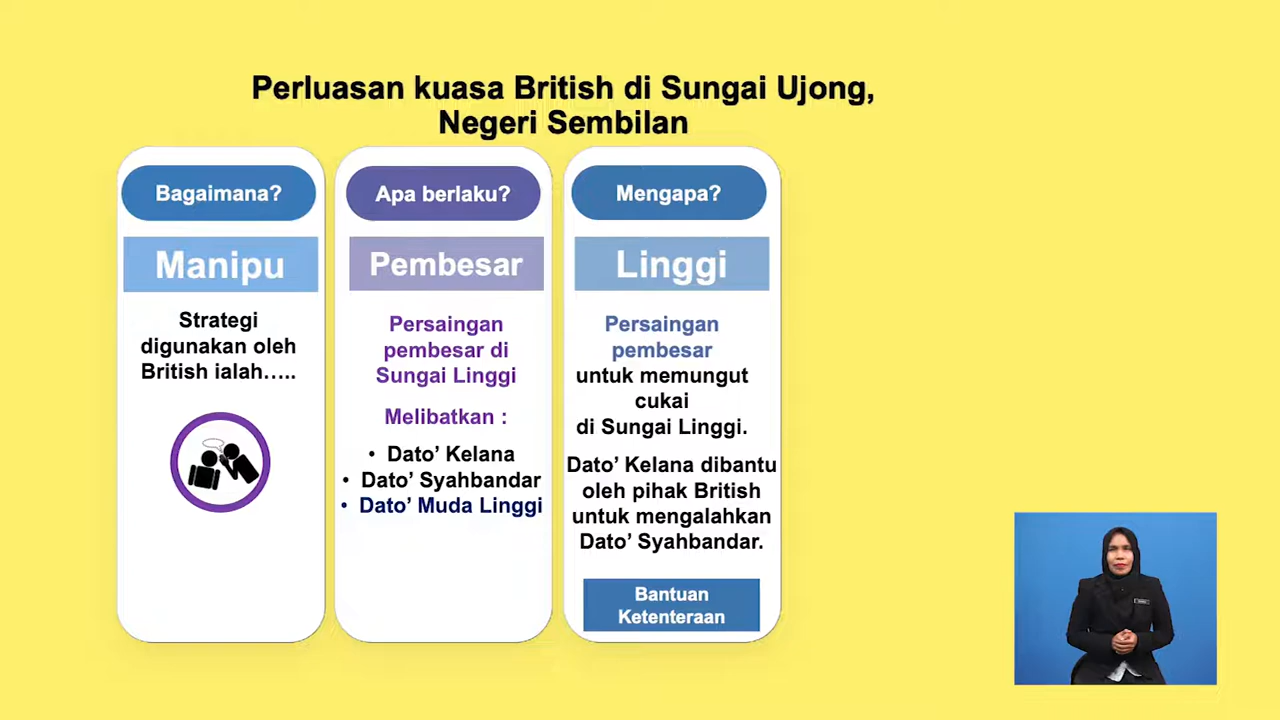 Perluasan kuasa British di Sungai Ujong,
Negeri Sembilan
Bagaimana?
Manipu
Strategi
digunakan oleh
British ialah…..
Apa berlaku?
Pembesar
Persaingan
pembesar di
Sungai Linggi
Melibatkan :
• Dato’ Kelana
• Dato’ Syahbandar
• Dato’ Muda Linggi
Mengapa?
Linggi
Persaingan
pembesar
untuk memungut
cukai
di Sungai Linggi.
Dato’ Kelana dibantu
oleh pihak British
untuk mengalahkan
Dato’ Syahbandar.
Bantuan
Ketenteraan